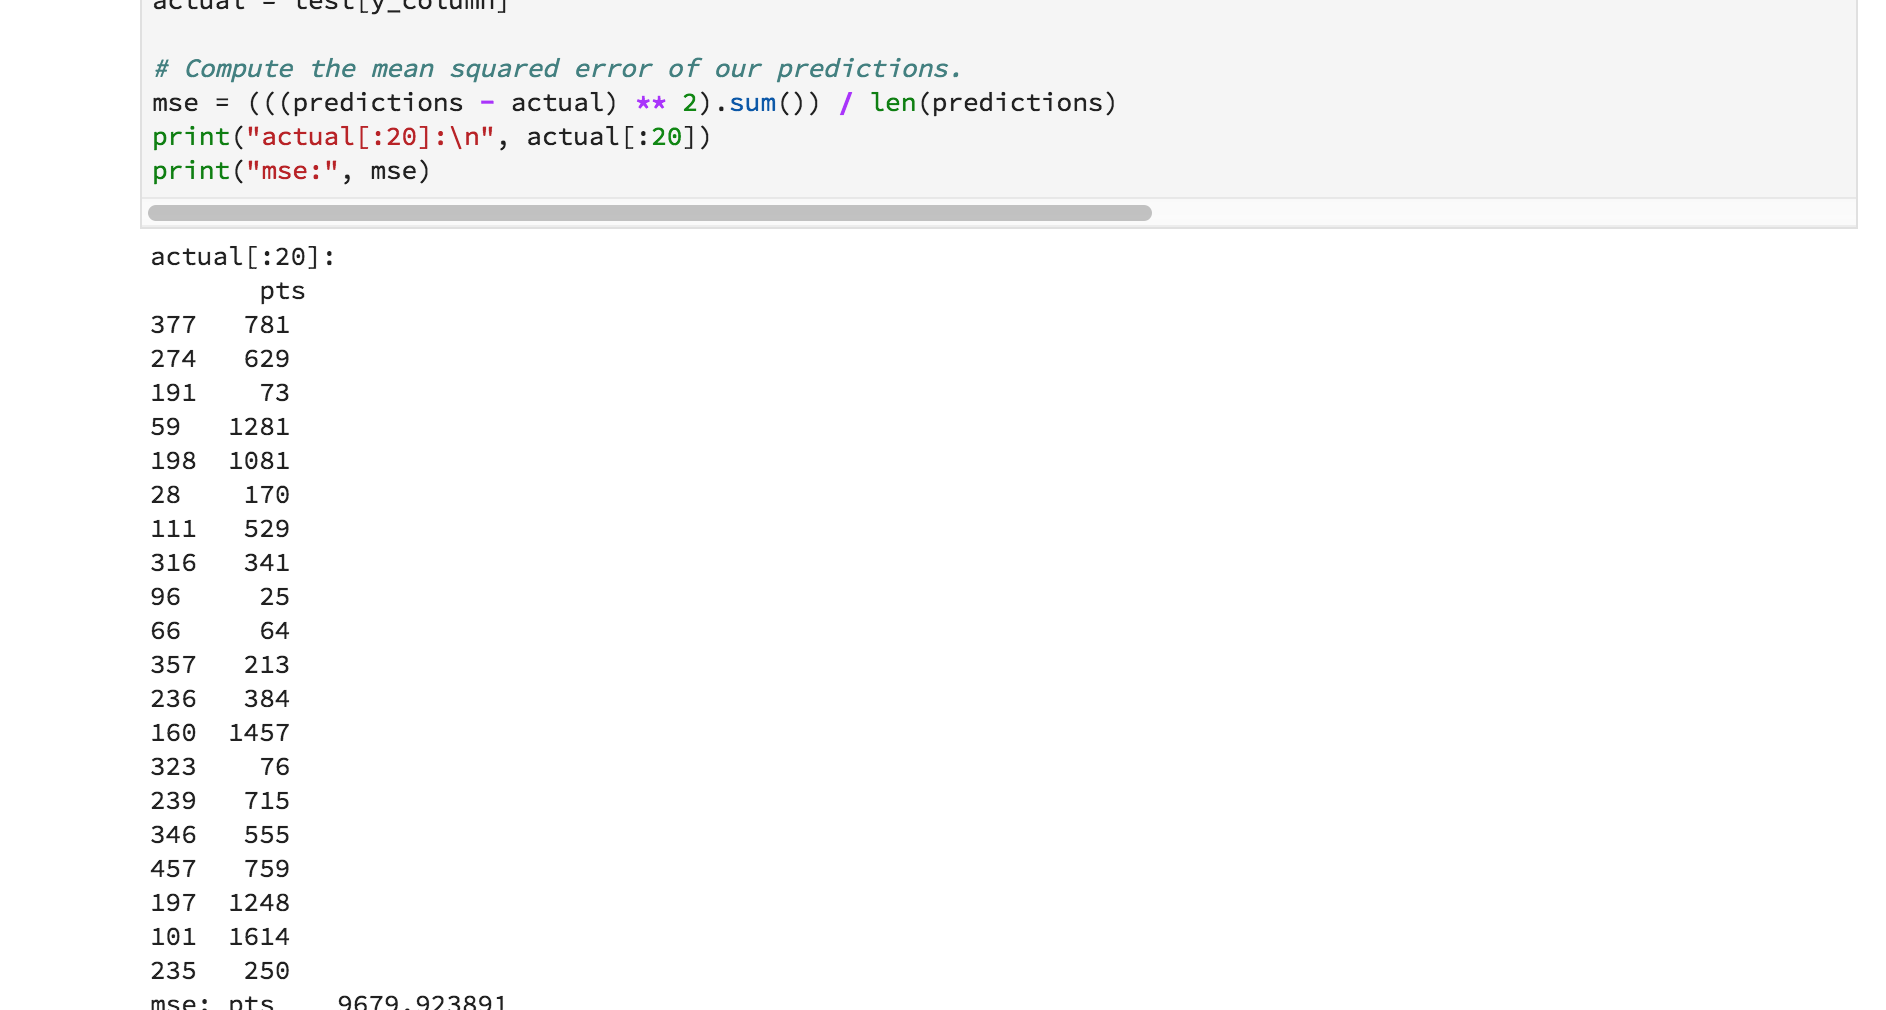 actual = test[y_column]
# Compute the mean squared error of our predictions.
mse = (((predictions - actual) ** 2).sum()) / len(predictions)
print("actual[:20]:\n", actual[:20])
print("mse:", mse)
actual[:20]:
pts
377 781
274 629
191 73
59 1281
198 1081
28 170
111 529
316 341
96 25
66 64
357 213
236 384
160 1457
323 76
239 715
346 555
457 759
197 1248
101 1614
235 250
mse: pts 9679.923891